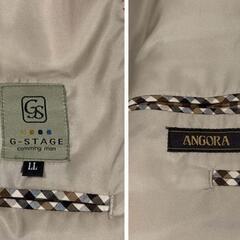 GS
G-STAGE
comming man
LL
ANGORA